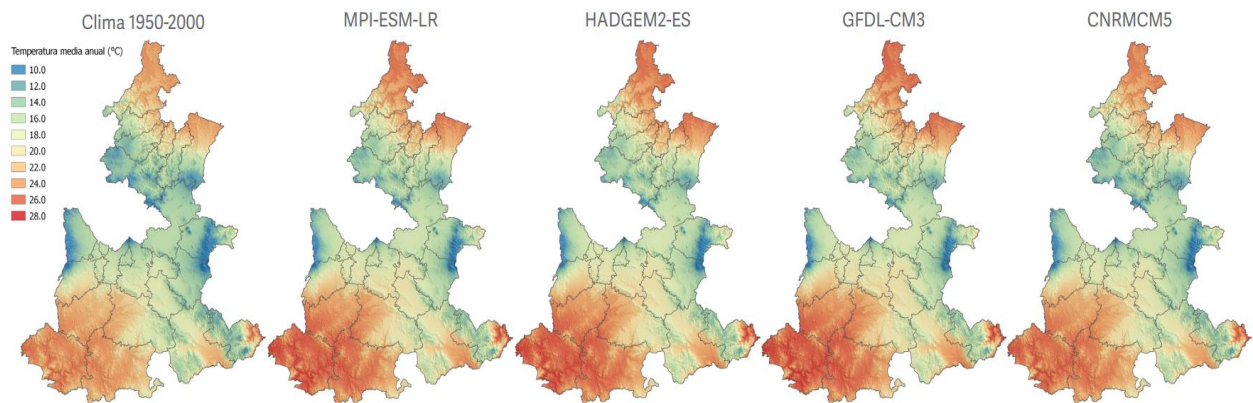 Clima 1950-2000
MPI-ESM-LR
HADGEM2-ES
GFDL-CM3
CNRMCM5
Temperatura media anual (°C)
10.0
12.0
14.0
16.0
18.0
20.0
22.0
24.0
26.0
28.0